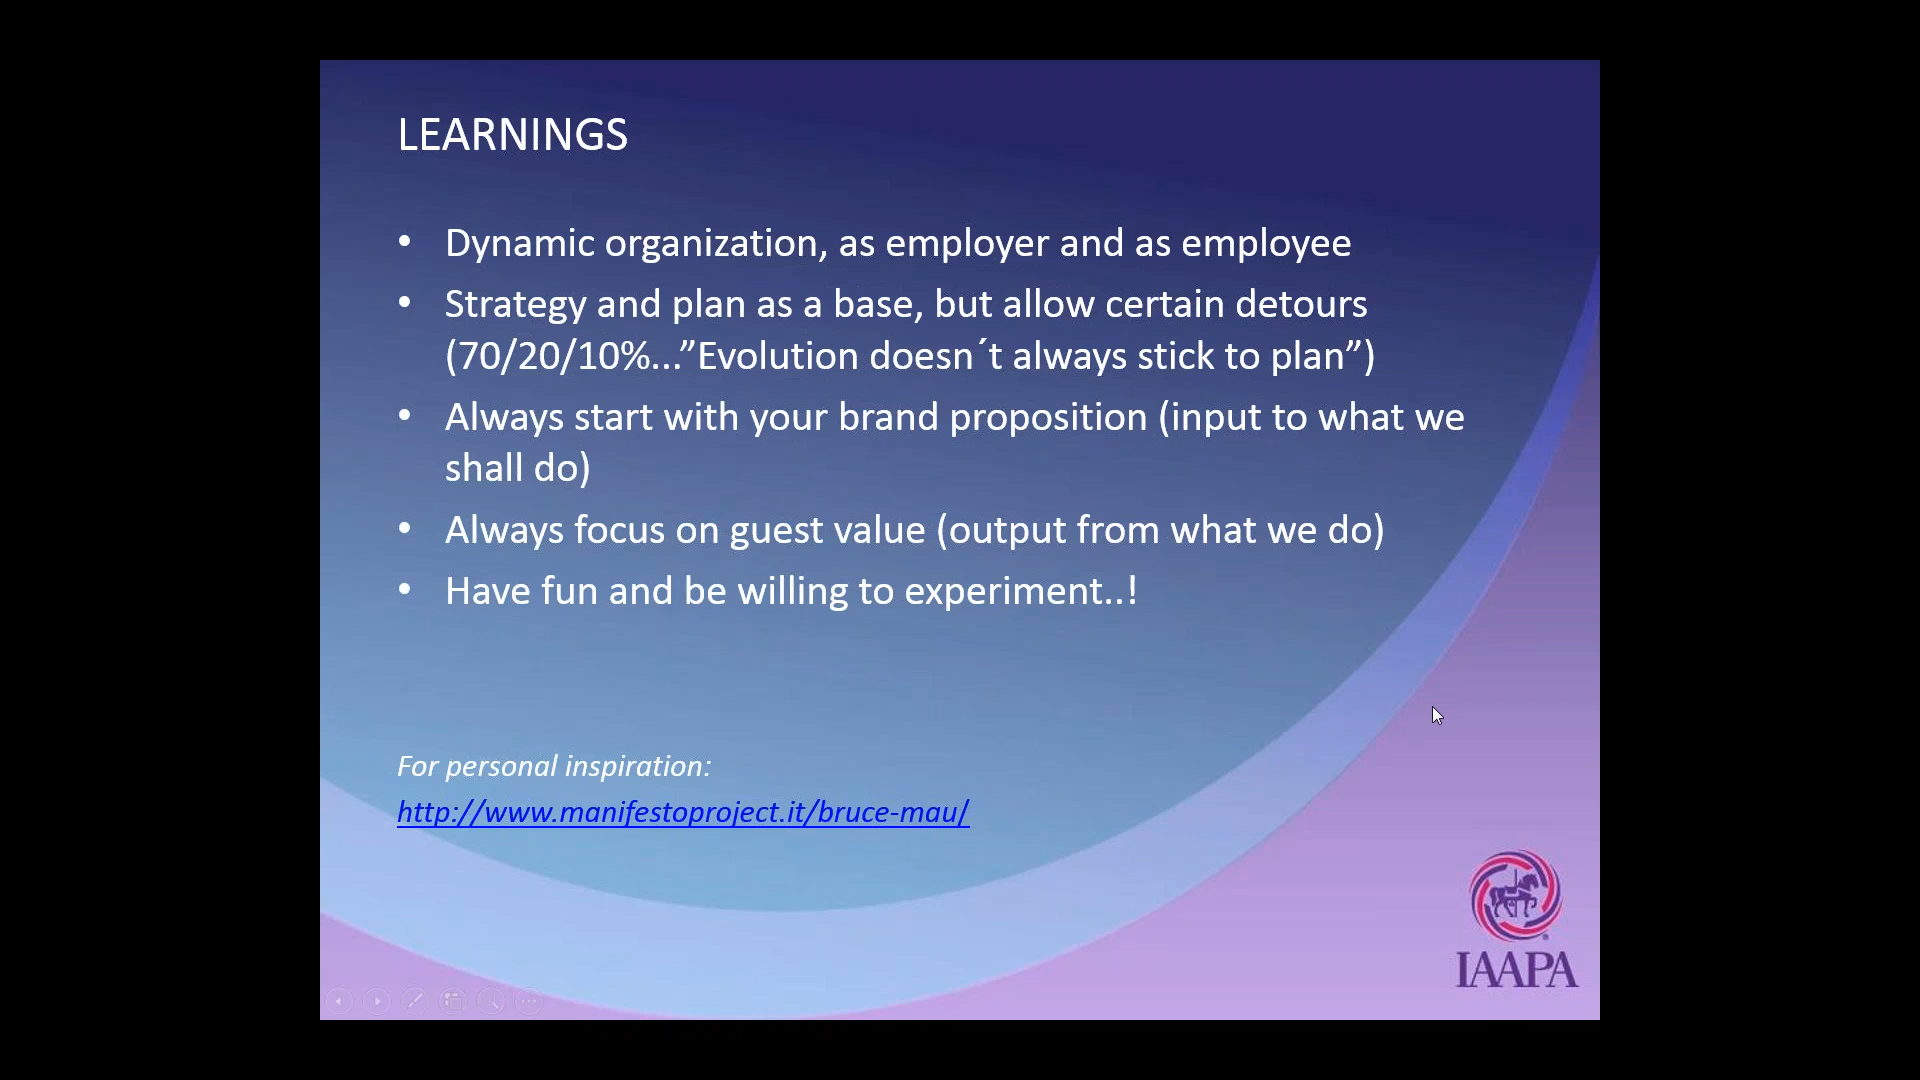 LEARNINGS
• Dynamic organization, as employer and as employee
• Strategy and plan as a base, but allow certain detours
(70/20/10%...”Evolution doesn´t always stick to plan”)
• Always start with your brand proposition (input to what we
shall do)
• Always focus on guest value (output from what we do)
• Have fun and be willing to experiment..!
For personal inspiration:
http://www.manifestoproject.it/bruce-mau/
IAAPA